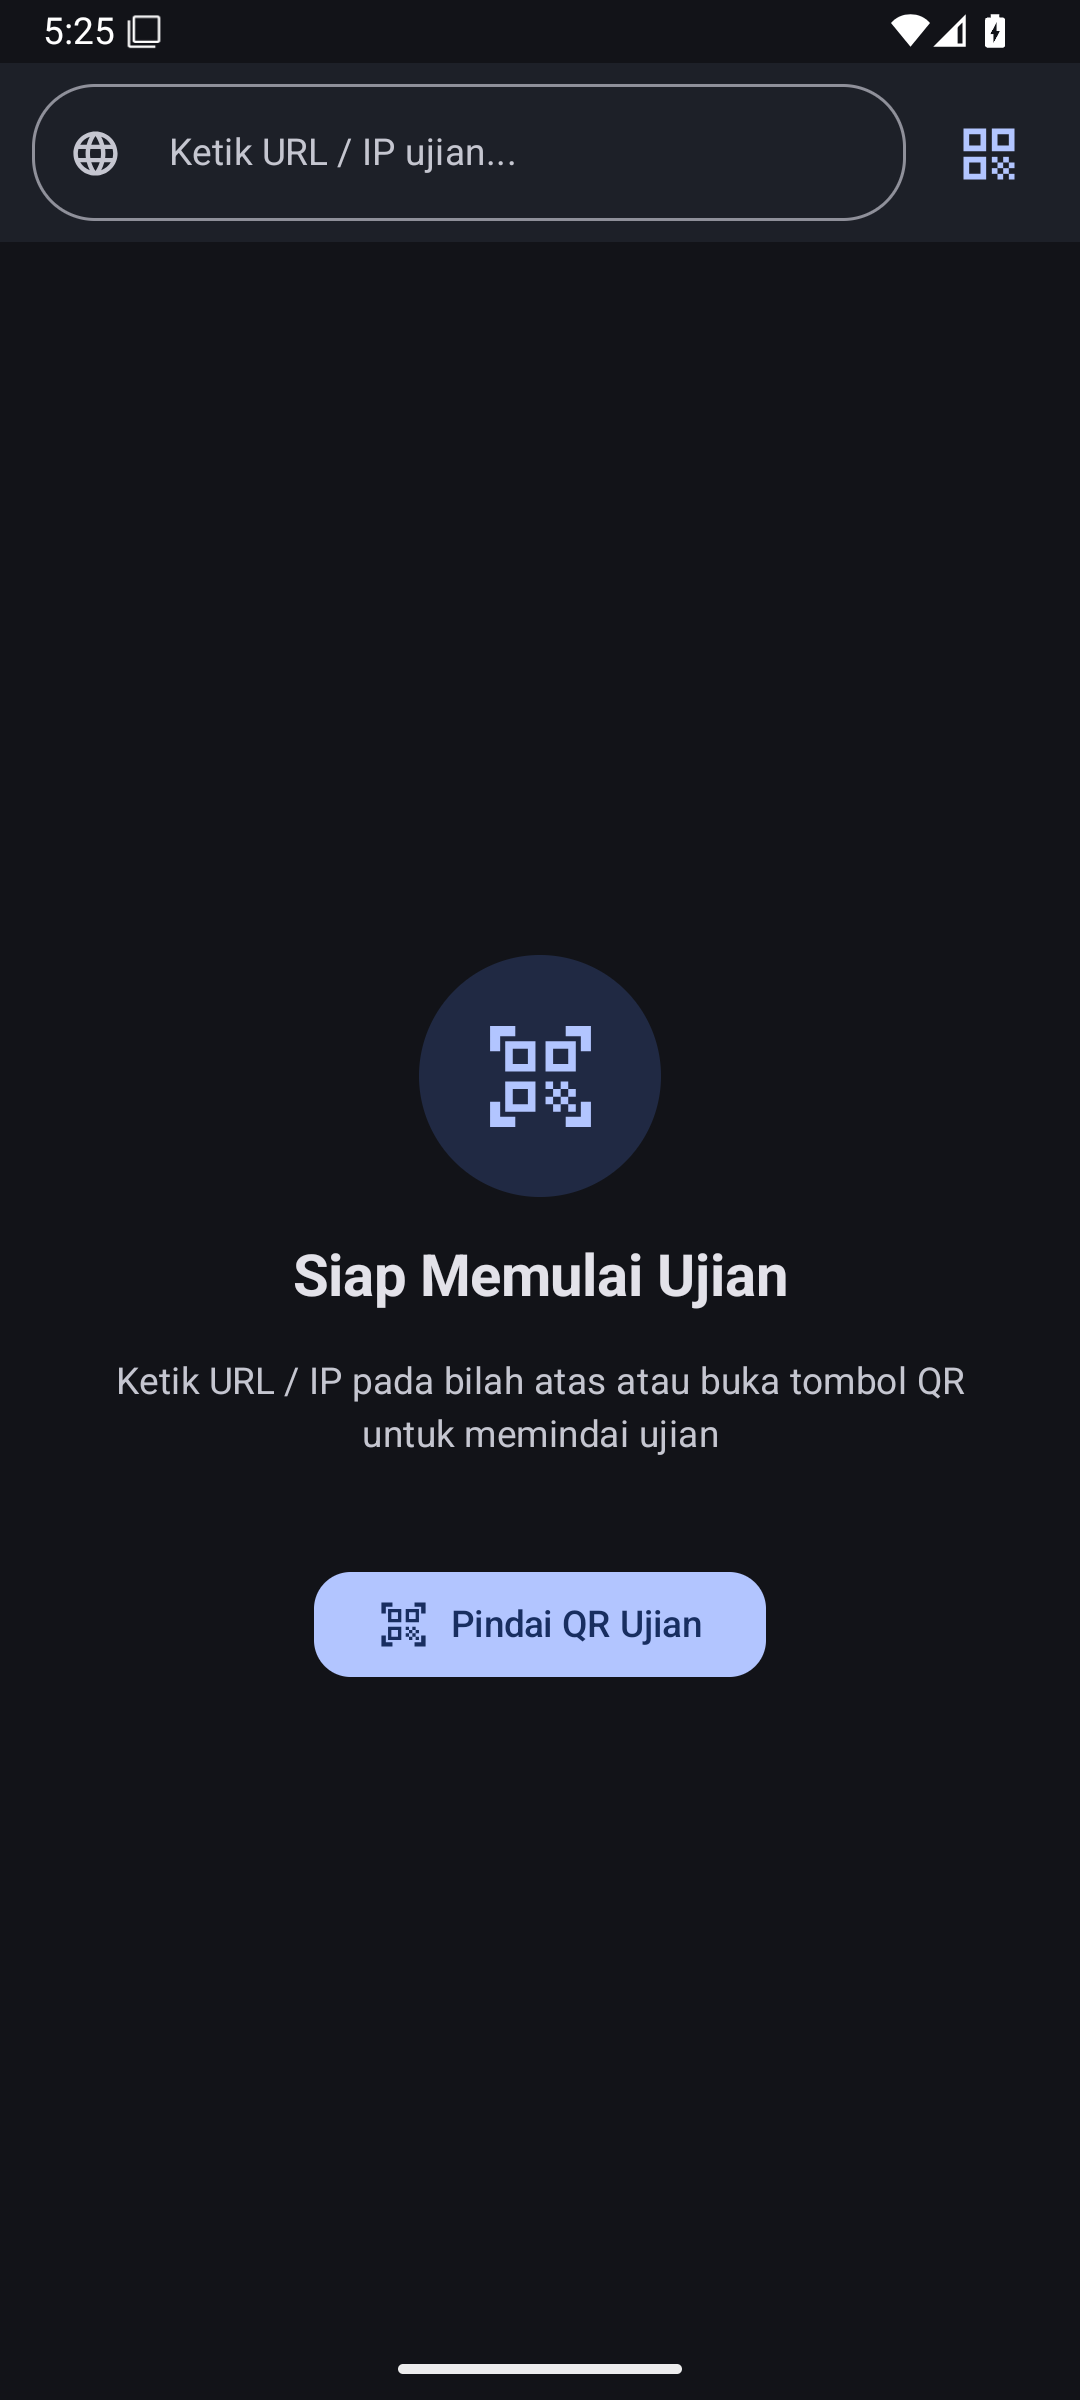 5:25
Ketik URL / IP ujian...
Siap Memulai Ujian
Ketik URL / IP pada bilah atas atau buka tombol QR
untuk memindai ujian
Pindai QR Ujian